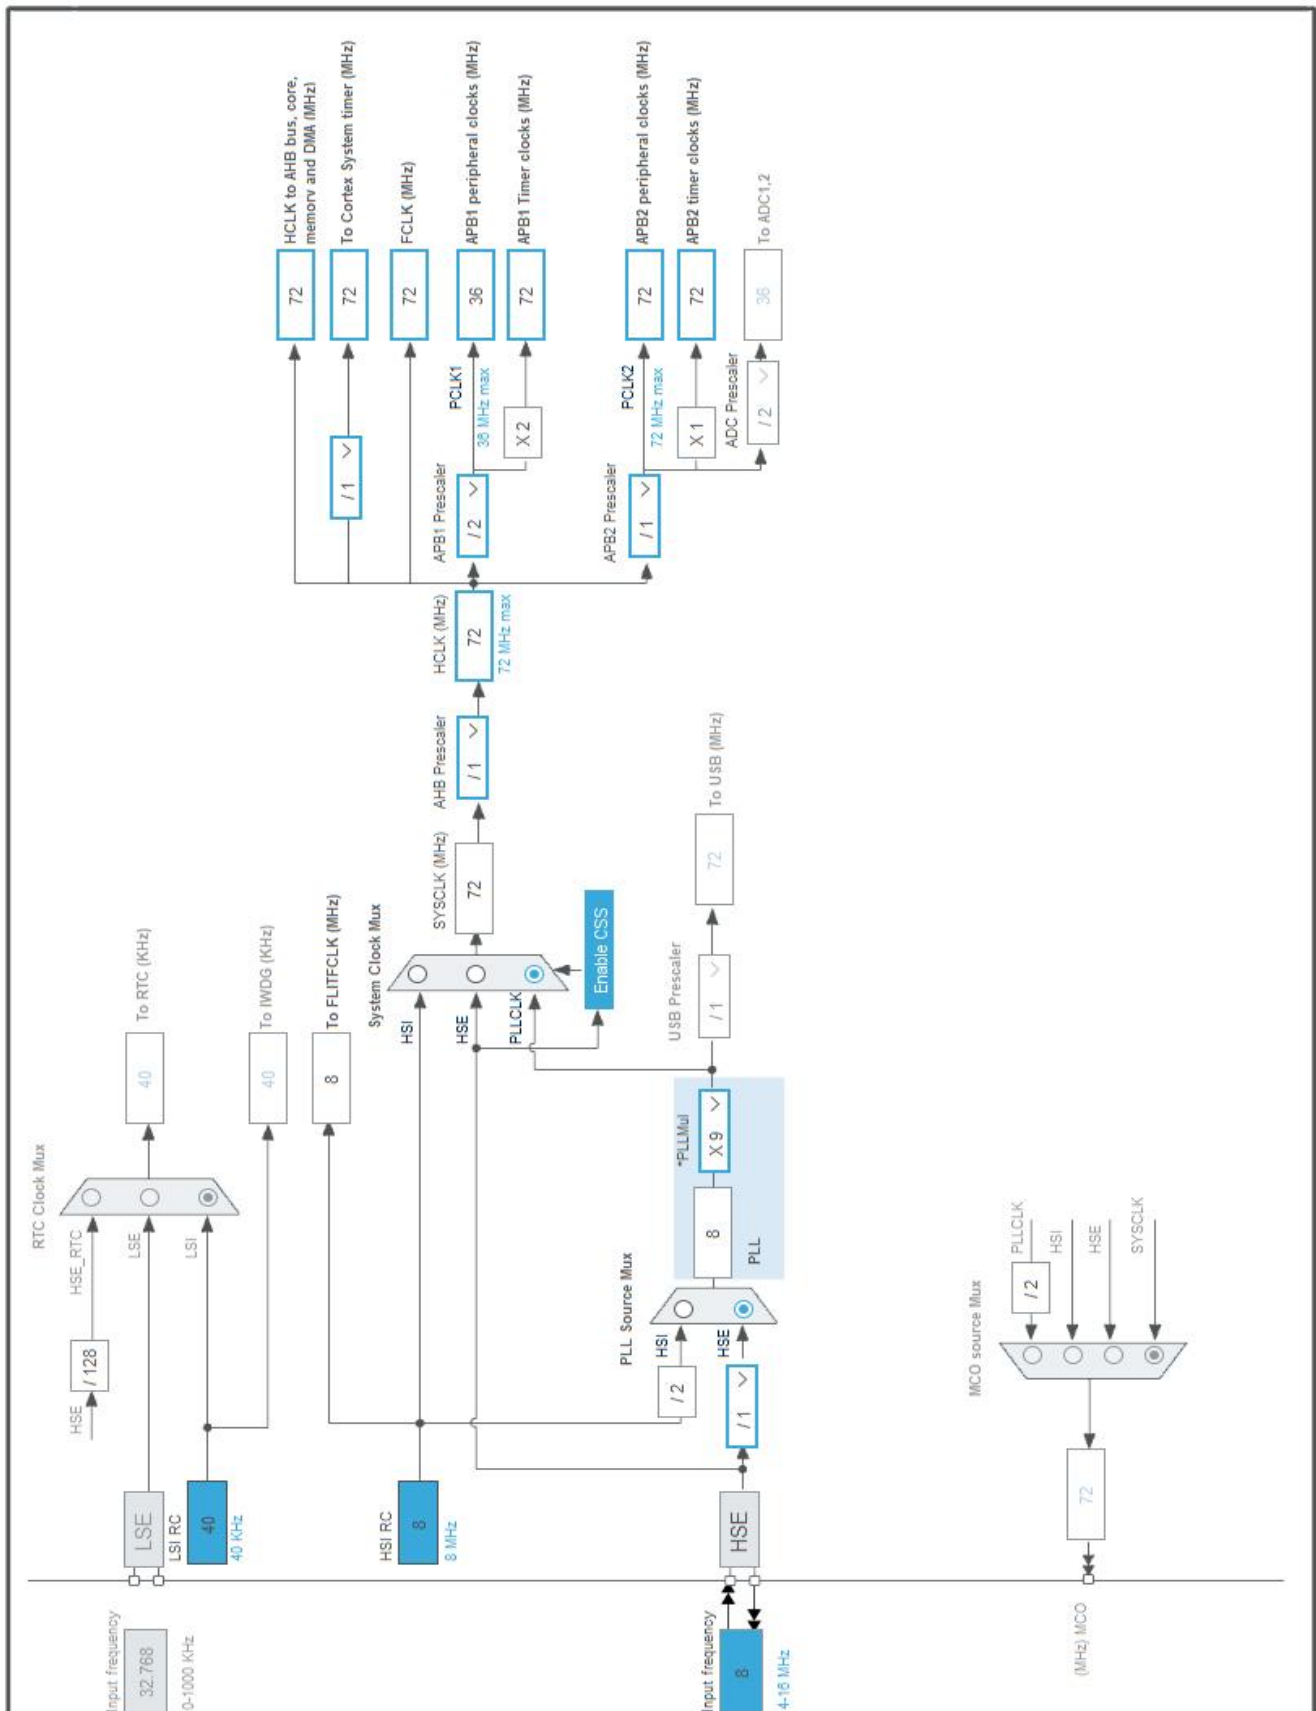 RTC Clock Mux
HSE
/ 128
HSE_RTC
LSE
LSI
40
To RTC (KHz)
Input frequency
32.768
0-1000 KHz
LSE
LSI RC
40
40 KHz
40
To IWDG (KHz)
HSI RC
8
8 MHz
8
To FLITFCLK (MHz)
System Clock Mux
HSI
HSE
PLLCLK
Enable CSS
SYSCLK (MHz)
72
AHB Prescaler
/ 1
HCLK (MHz)
72
72 MHz max
72
HCLK to AHB bus, core,
memory and DMA (MHz)
/ 1
72
To Cortex System timer (MHz)
72
FCLK (MHz)
APB1 Prescaler
/ 2
PCLK1
36 MHz max
36
APB1 peripheral clocks (MHz)
X 2
72
APB1 Timer clocks (MHz)
APB2 Prescaler
/ 1
PCLK2
72 MHz max
72
APB2 peripheral clocks (MHz)
X 1
72
APB2 timer clocks (MHz)
ADC Prescaler
/ 2
36
To ADC1,2
PLL Source Mux
HSI
/ 2
HSE
/ 1
8
*PLLMul
X 9
PLL
USB Prescaler
/ 1
72
To USB (MHz)
Input frequency
8
4-16 MHz
HSE
MCO source Mux
PLLCLK
/ 2
HSI
HSE
SYSCLK
72
(MHz) MCO